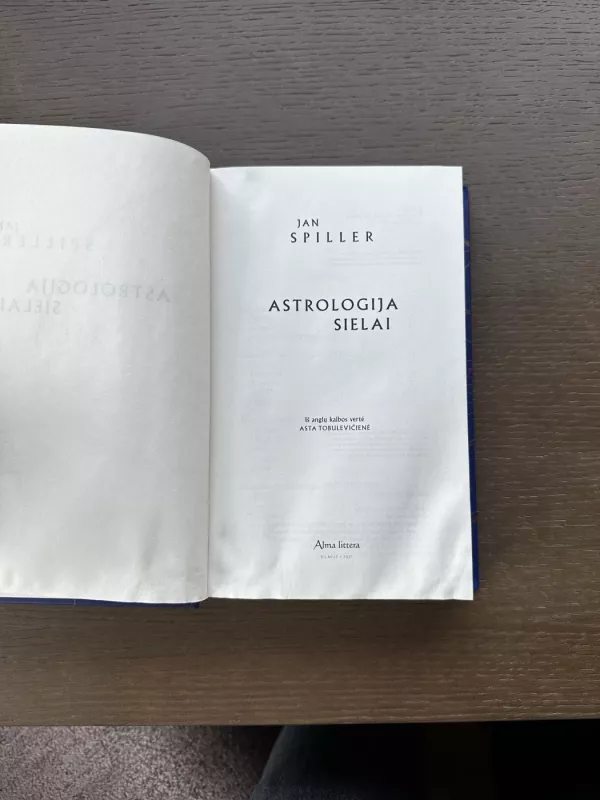 JAN
SPILLER
ASTROLOGIJA
SIELAI
Iš anglų kalbos vertė
ASTA TOBULEVIČIENĖ
Alma littera